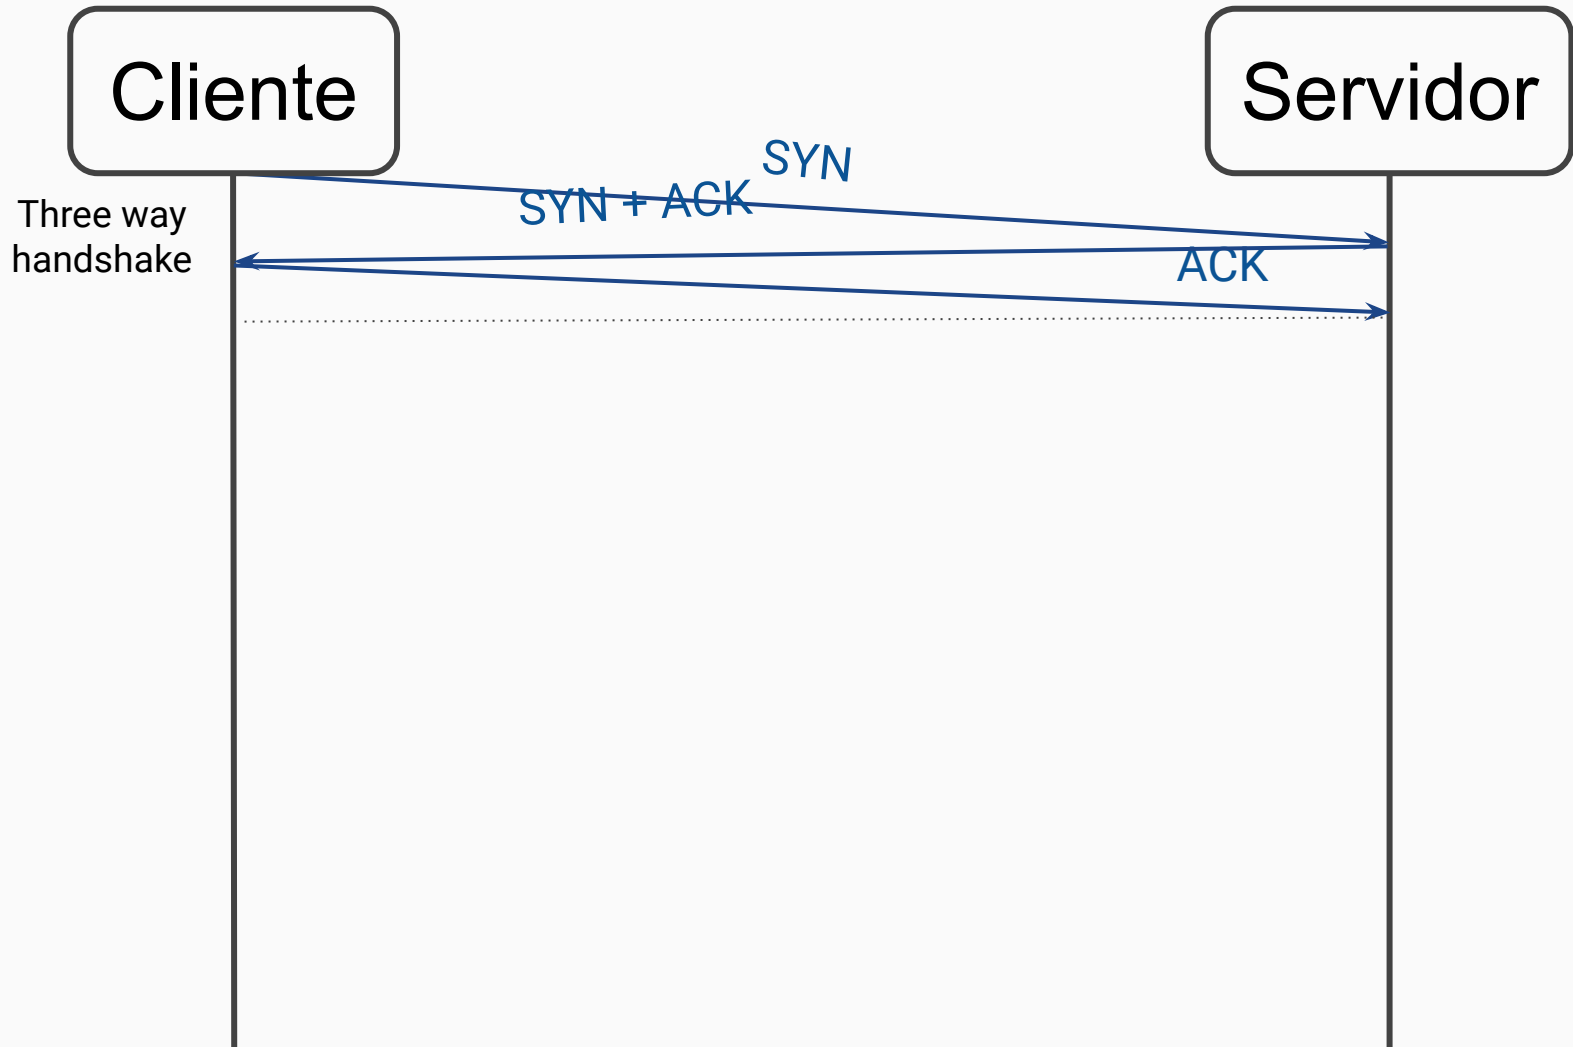 Cliente
Servidor
SYN
SYN + ACK
Three way
handshake
ACK